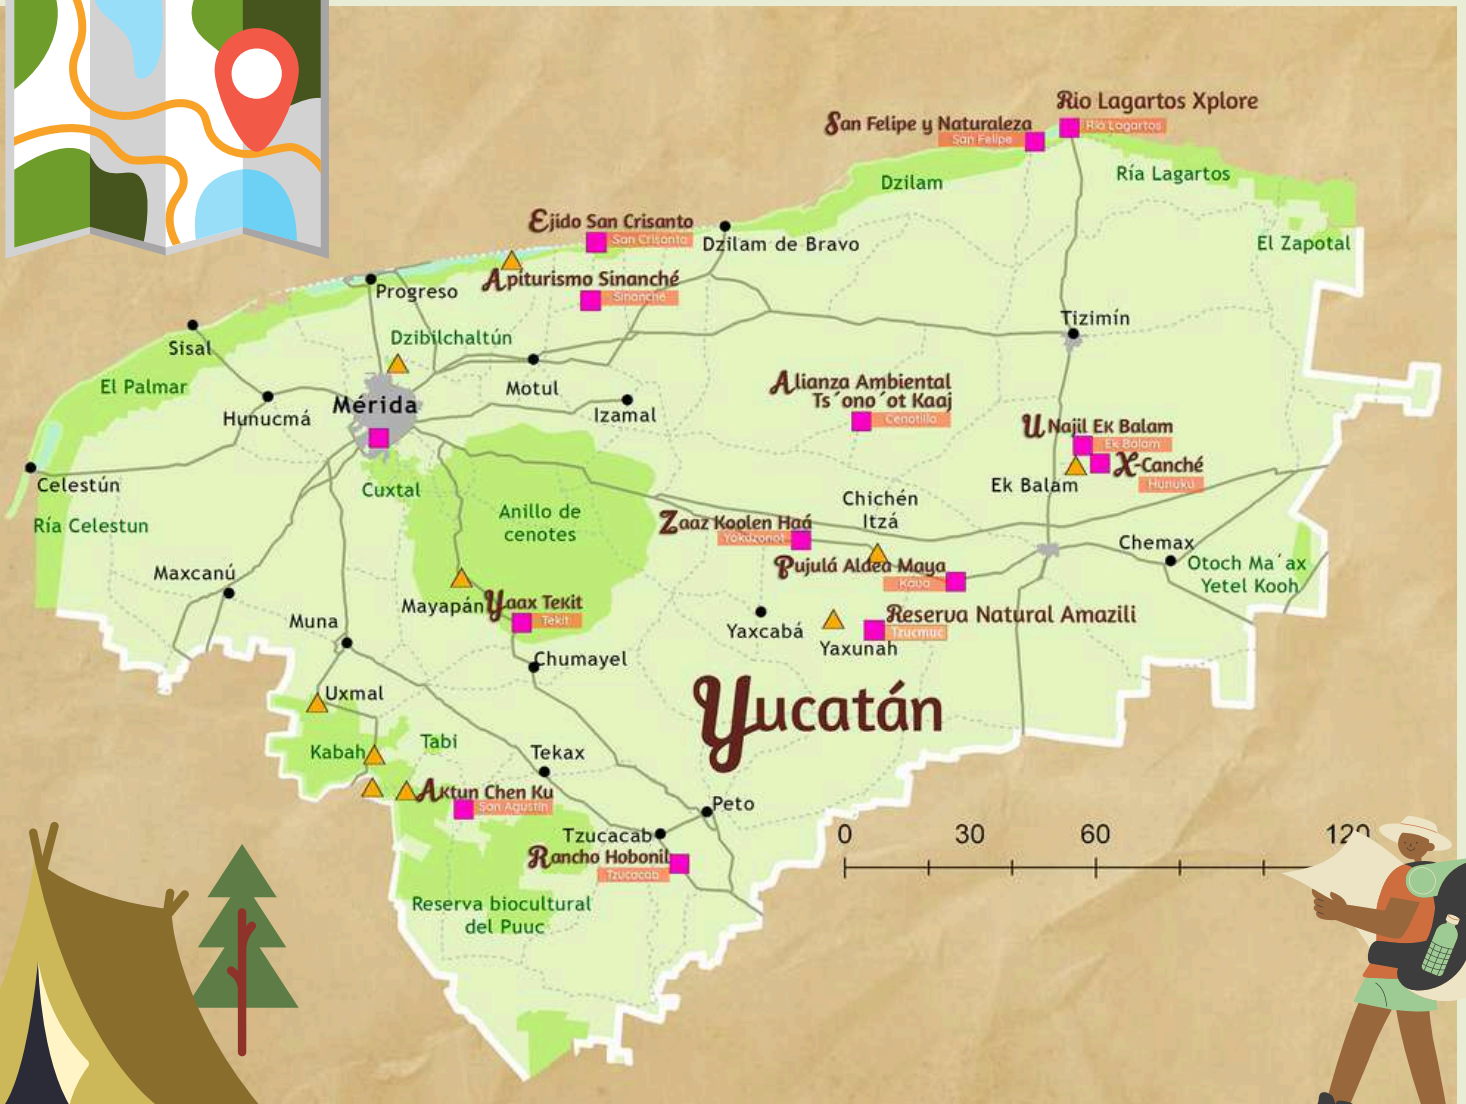 Rio Lagartos Xplore
Rio Lagartos
San Felipe y Naturaleza
San Felipe
Dzilam
Ría Lagartos
El Zapotal
Ejido San Crisanto
San Crisanto
Dzilam de Bravo
Apiturismo Sinanché
Sinanché
Progreso
Sisal
Dzibilchaltún
Tizimín
El Palmar
Motul
Hunucmá
Mérida
Izamal
Alianza Ambiental
Ts´ono´ot Kaaj
Cenotillo
U Najil Ek Balam
Ek Balam
X-Canché
Hunukú
Ek Balam
Celestún
Cuxtal
Ría Celestun
Anillo de
cenotes
Chichén
Itzá
Zaaz Koolen Haá
Yokdzonot
Chemax
Otoch Ma´ax
Yetel Kooh
Pujulá Aldea Maya
Kaua
Maxcanú
Mayapán
Yaax Tekit
Tekit
Muna
Yaxcabá
Reserva Natural Amazili
Tzucmuc
Yaxunah
Chumayel
Uxmal
Yucatán
Kabah
Tabi
Tekax
Aktun Chen Ku
San Agustín
Peto
Tzucacab
Rancho Hobonil
Tzucacab
0 30 60 120
Reserva biocultural
del Puuc